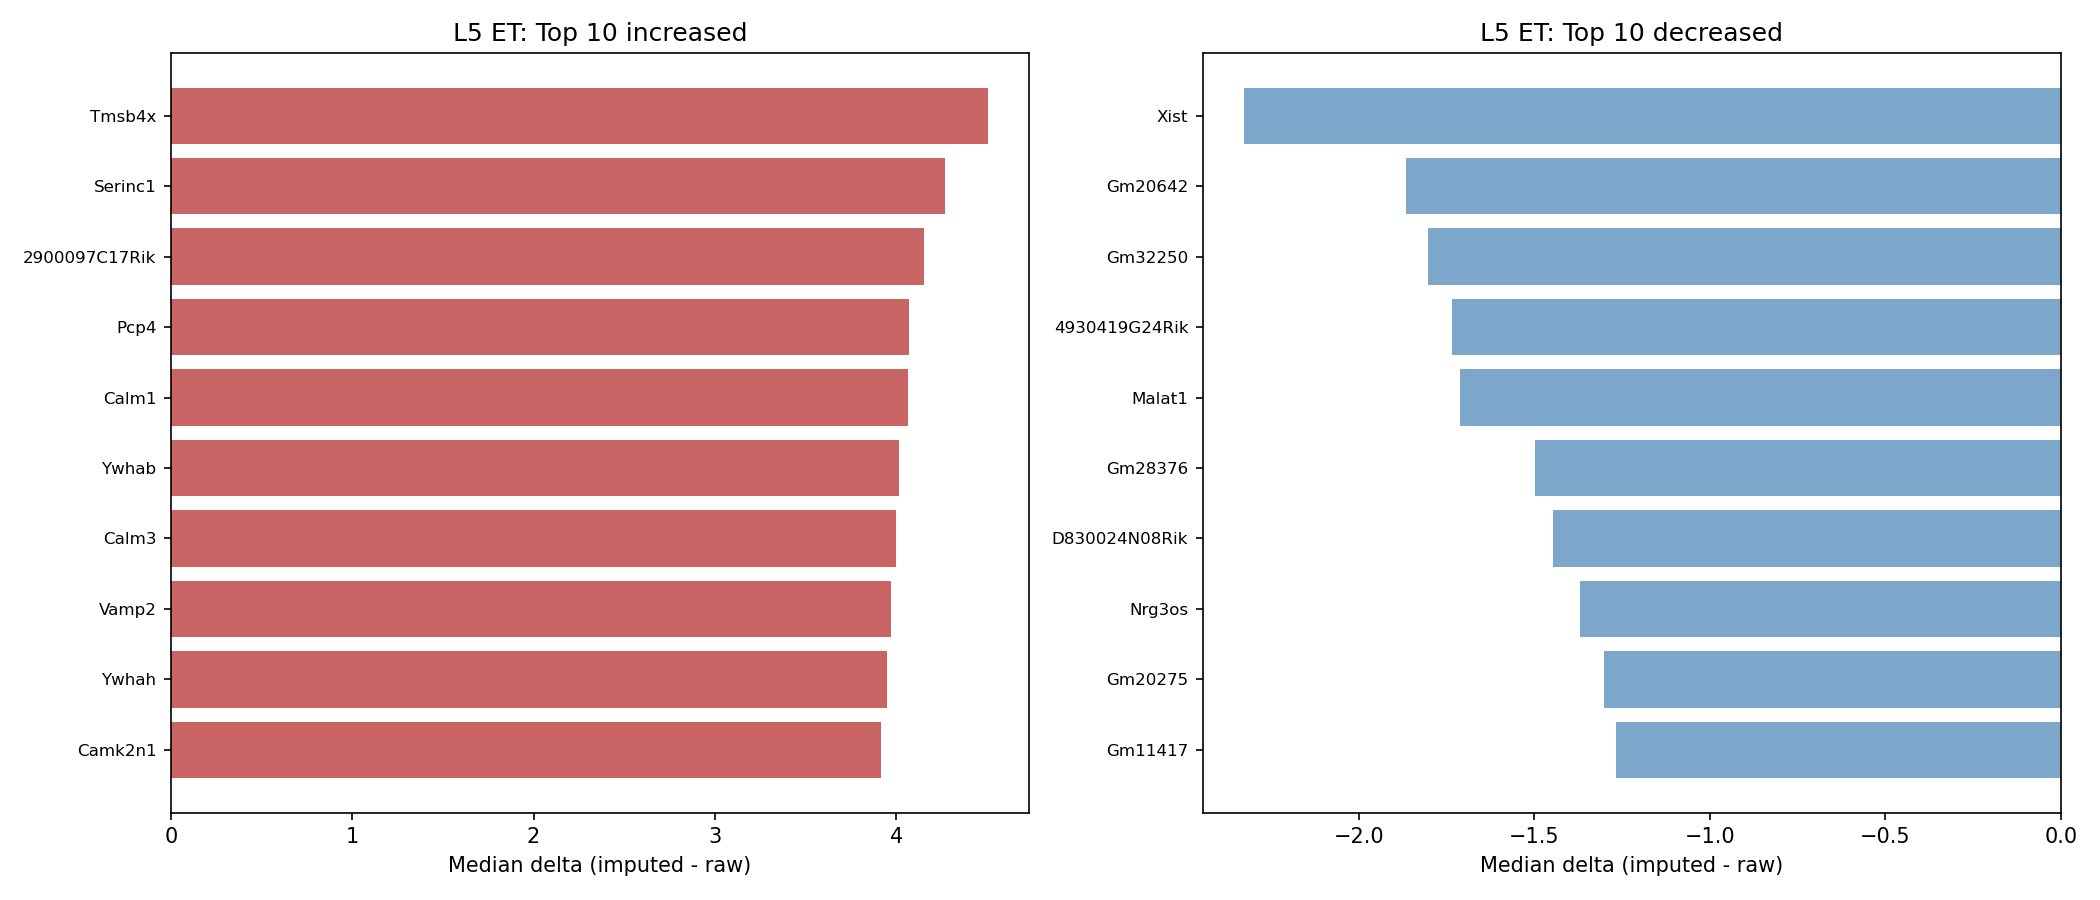 L5 ET: Top 10 increased
Tmsb4x
Serinc1
2900097C17Rik
Pcp4
Calm1
Ywhab
Calm3
Vamp2
Ywhah
Camk2n1
0 1 2 3 4
Median delta (imputed - raw)
L5 ET: Top 10 decreased
Xist
Gm20642
Gm32250
4930419G24Rik
Malat1
Gm28376
D830024N08Rik
Nrg3os
Gm20275
Gm11417
−2.0 −1.5 −1.0 −0.5 0.0
Median delta (imputed - raw)